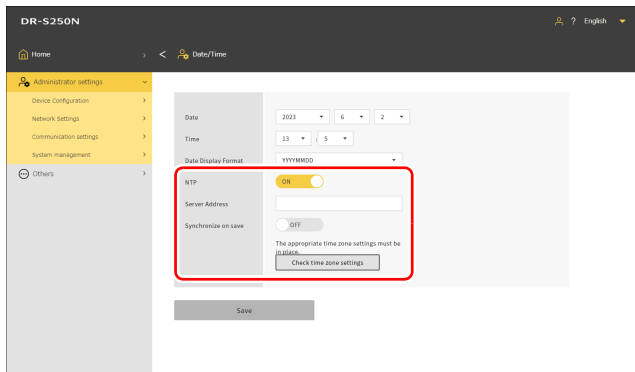 DR-S250N
? English
Home
< Date/Time
Administrator settings
Device Configuration
Network Settings
Communication settings
System management
Others
Date 2023 6 2
Time 13 : 5
Date Display Format YYYYMMDD
NTP ON
Server Address
Synchronize on save OFF
The appropriate time zone settings must be
in place.
Check time zone settings
Save